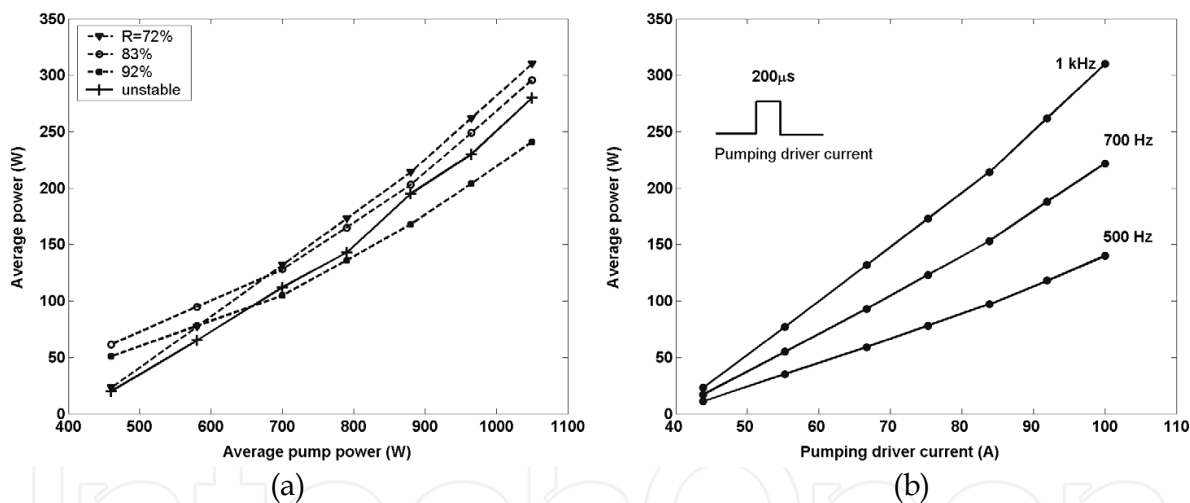 350
300
250
200
150
100
50
0
Average power (W)
R=72%
83%
92%
unstable
400
500
600
700
800
900
1000
1100
Average pump power (W)
(a)
350
300
250
200
150
100
50
0
Average power (W)
200µs
Pumping driver current
1 kHz
700 Hz
500 Hz
40
50
60
70
80
90
100
110
Pumping driver current (A)
(b)